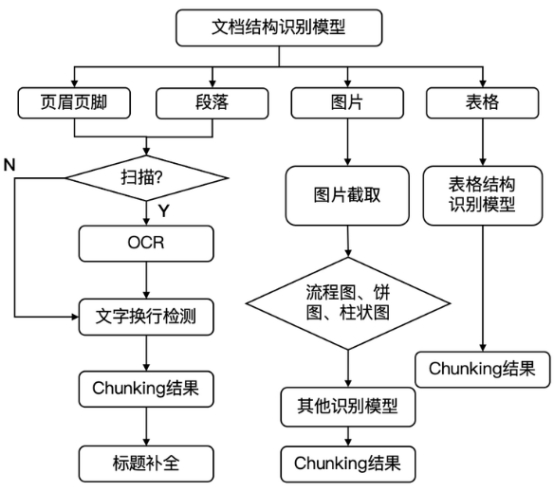 文档结构识别模型
页眉页脚
段落
图片
表格
N
扫描?
Y
OCR
文字换行检测
Chunking结果
标题补全
图片截取
流程图、饼
图、柱状图
其他识别模型
Chunking结果
表格结构
识别模型
Chunking结果